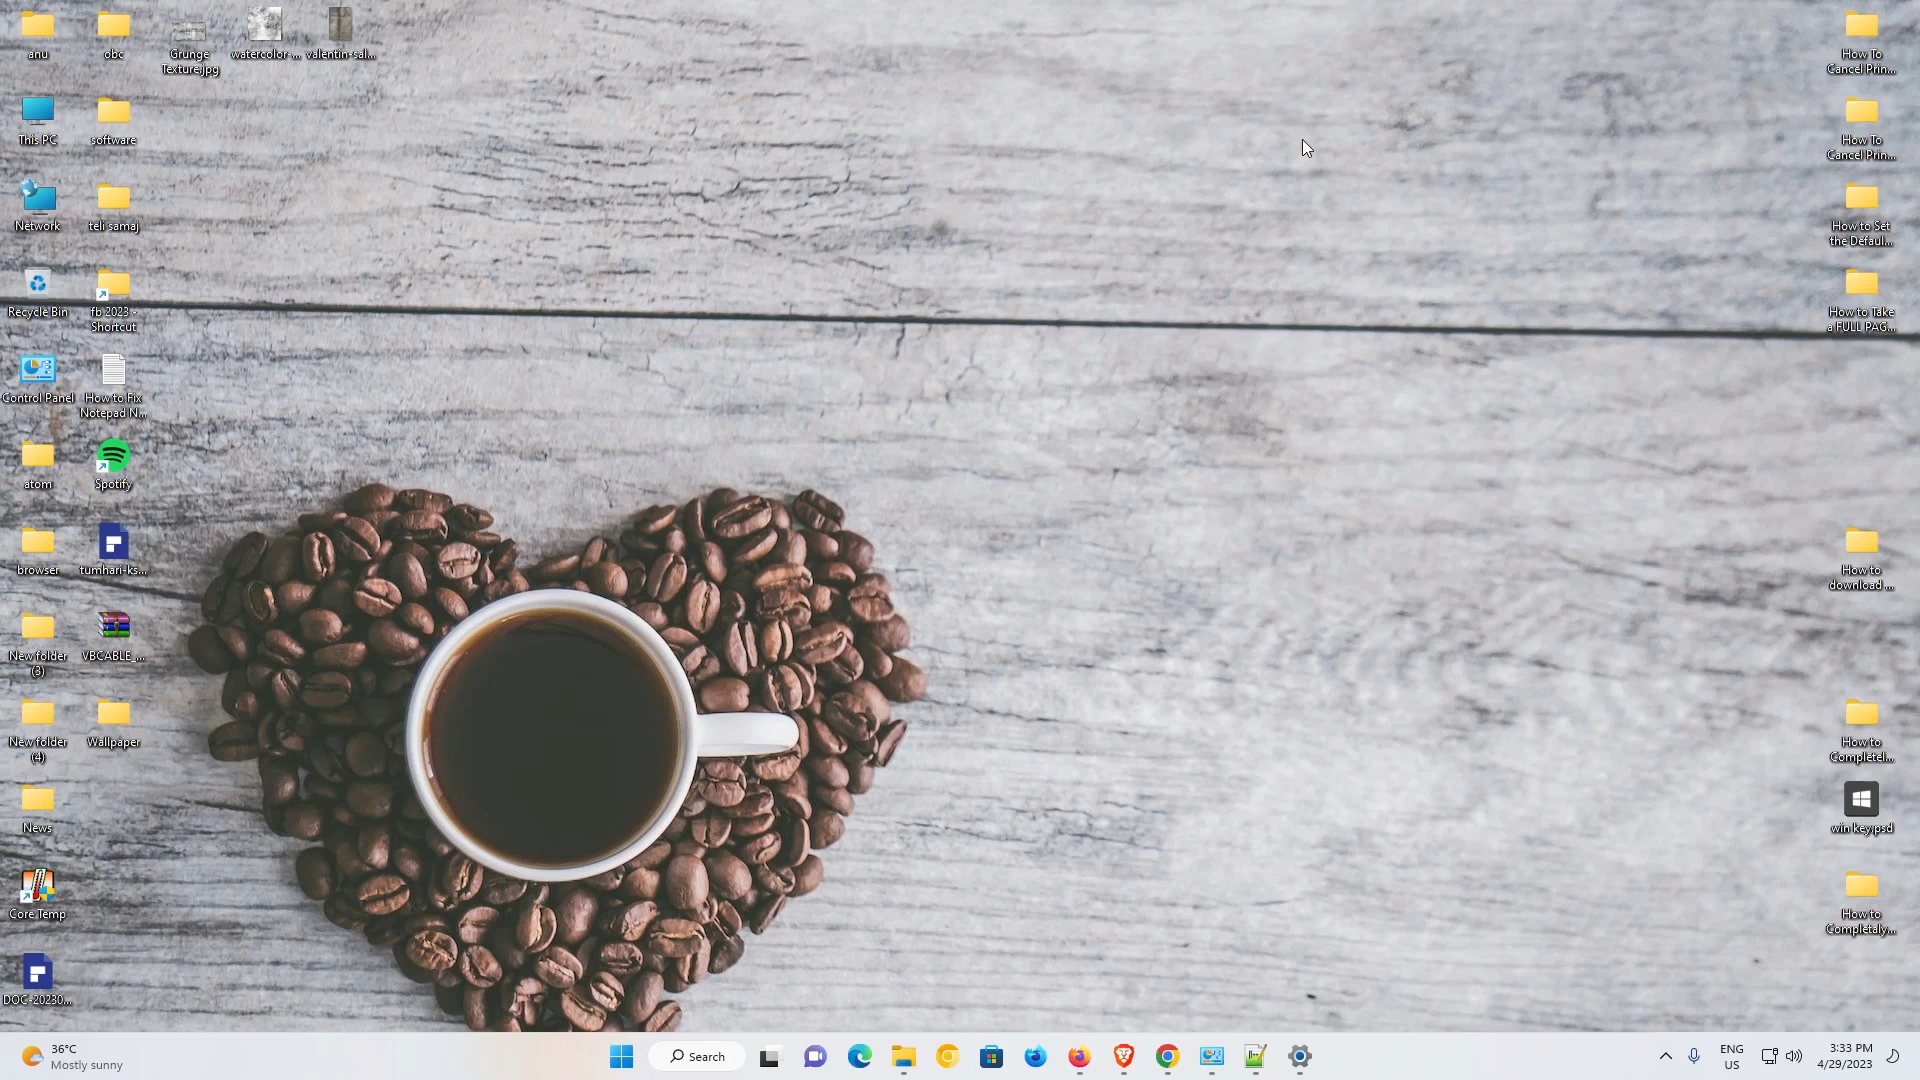 anu
obc
Grunge
Texture.jpg
watercolor-...
valentin-sal...
This PC
software
Network
teli samaj
Recycle Bin
fb 2023 -
Shortcut
Control Panel
How to Fix
Notepad N...
atom
Spotify
browser
tumhari-ks...
New folder
(3)
VBCABLE_...
New folder
(4)
Wallpaper
News
Core Temp
DOC-20230...
How To
Cancel Prin...
How To
Cancel Prin...
How to Set
the Defaul...
How to Take
a FULL PAG...
How to
download ...
How to
Completel...
win key.psd
How to
Completaly...
36°C
Mostly sunny
Search
ENG
US
3:33 PM
4/29/2023